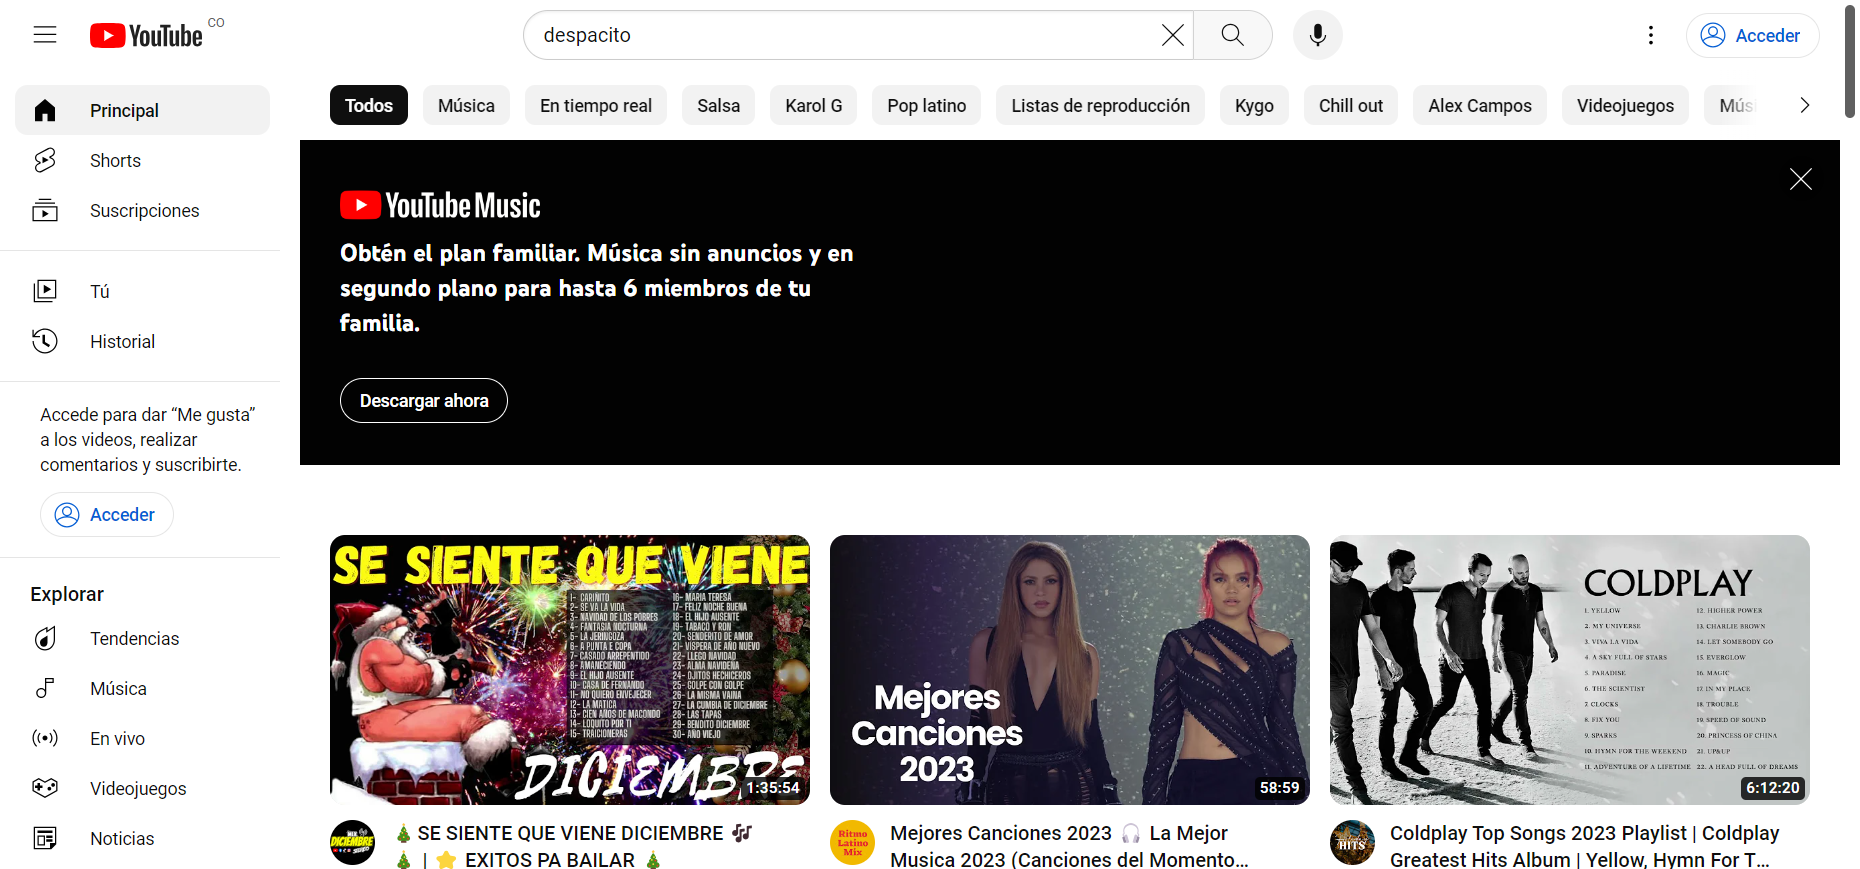 YouTube CO
despacito
Acceder
Todos
Música
En tiempo real
Salsa
Karol G
Pop latino
Listas de reproducción
Kygo
Chill out
Alex Campos
Videojuegos
Principal
Shorts
Suscripciones
Tú
Historial
Accede para dar “Me gusta”
a los videos, realizar
comentarios y suscribirte.
Acceder
Explorar
Tendencias
Música
En vivo
Videojuegos
Noticias
YouTube Music
Obtén el plan familiar. Música sin anuncios y en
segundo plano para hasta 6 miembros de tu
familia.
Descargar ahora
SE SIENTE QUE VIENE
1- CARIÑITO
2- SE VA LA VIDA
3- NAVIDAD DE LOS POBRES
4- FANTASIA NOCTURNA
5- LA JERINGOZA
6- A PUNTA E COPA
7- CASADO ARREPENTIDO
8- AMANECIENDO
9- EL HIJO AUSENTE
10- CASA DE FERNANDO
11- NO QUIERO ENVEJECER
12- LA MATICA
13- CIEN AÑOS DE MACONDO
14- LOQUITO POR TI
15- TRAICIONERAS
16- MARIA TERESA
17- FELIZ NOCHE BUENA
18- EL HIJO AUSENTE
19- TABACO Y RON
20- SENDERITO DE AMOR
21- VISPERA DE AÑO NUEVO
22- LLEGO NAVIDAD
23- ALMA NAVIDEÑA
24- OJITOS HECHICEROS
25- GOLPE CON GOLPE
26- LA MISMA VAINA
27- LA CUMBIA DE DICIEMBRE
28- LAS TAPAS
29- BENDITO DICIEMBRE
30- AÑO VIEJO
DICIEMBRE
1:35:54
DICIEMBRE
🎄SE SIENTE QUE VIENE DICIEMBRE 🎶
🎄 | ⭐ EXITOS PA BAILAR 🎄
Mejores
Canciones
2023
58:59
Ritmo
Latino
Mix
Mejores Canciones 2023 🎧 La Mejor
Musica 2023 (Canciones del Momento...
COLDPLAY
1. YELLOW
2. MY UNIVERSE
3. VIVA LA VIDA
4. A SKY FULL OF STARS
5. PARADISE
6. THE SCIENTIST
7. CLOCKS
8. FIX YOU
9. SPARKS
10. HYMN FOR THE WEEKEND
11. ADVENTURE OF A LIFETIME
12. HIGHER POWER
13. CHARLIE BROWN
14. LET SOMEBODY GO
15. EVERGLOW
16. MAGIC
17. IN MY PLACE
18. TROUBLE
19. SPEED OF SOUND
20. PRINCESS OF CHINA
21. UP&UP
22. A HEAD FULL OF DREAMS
6:12:20
HITS
Coldplay Top Songs 2023 Playlist | Coldplay
Greatest Hits Album | Yellow, Hymn For T...